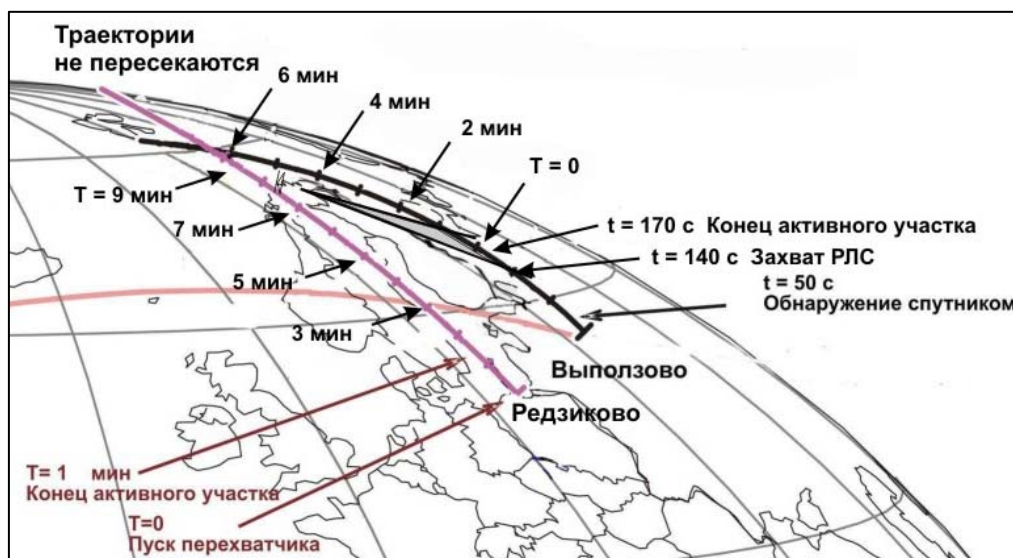 Траектории
не пересекаются
6 мин
4 мин
2 мин
T = 0
T = 9 мин
7 мин
t = 170 с Конец активного участка
t = 140 с Захват РЛС
t = 50 с
Обнаружение спутником
5 мин
3 мин
Выползово
Редзиково
T= 1 мин
Конец активного участка
T=0
Пуск перехватчика